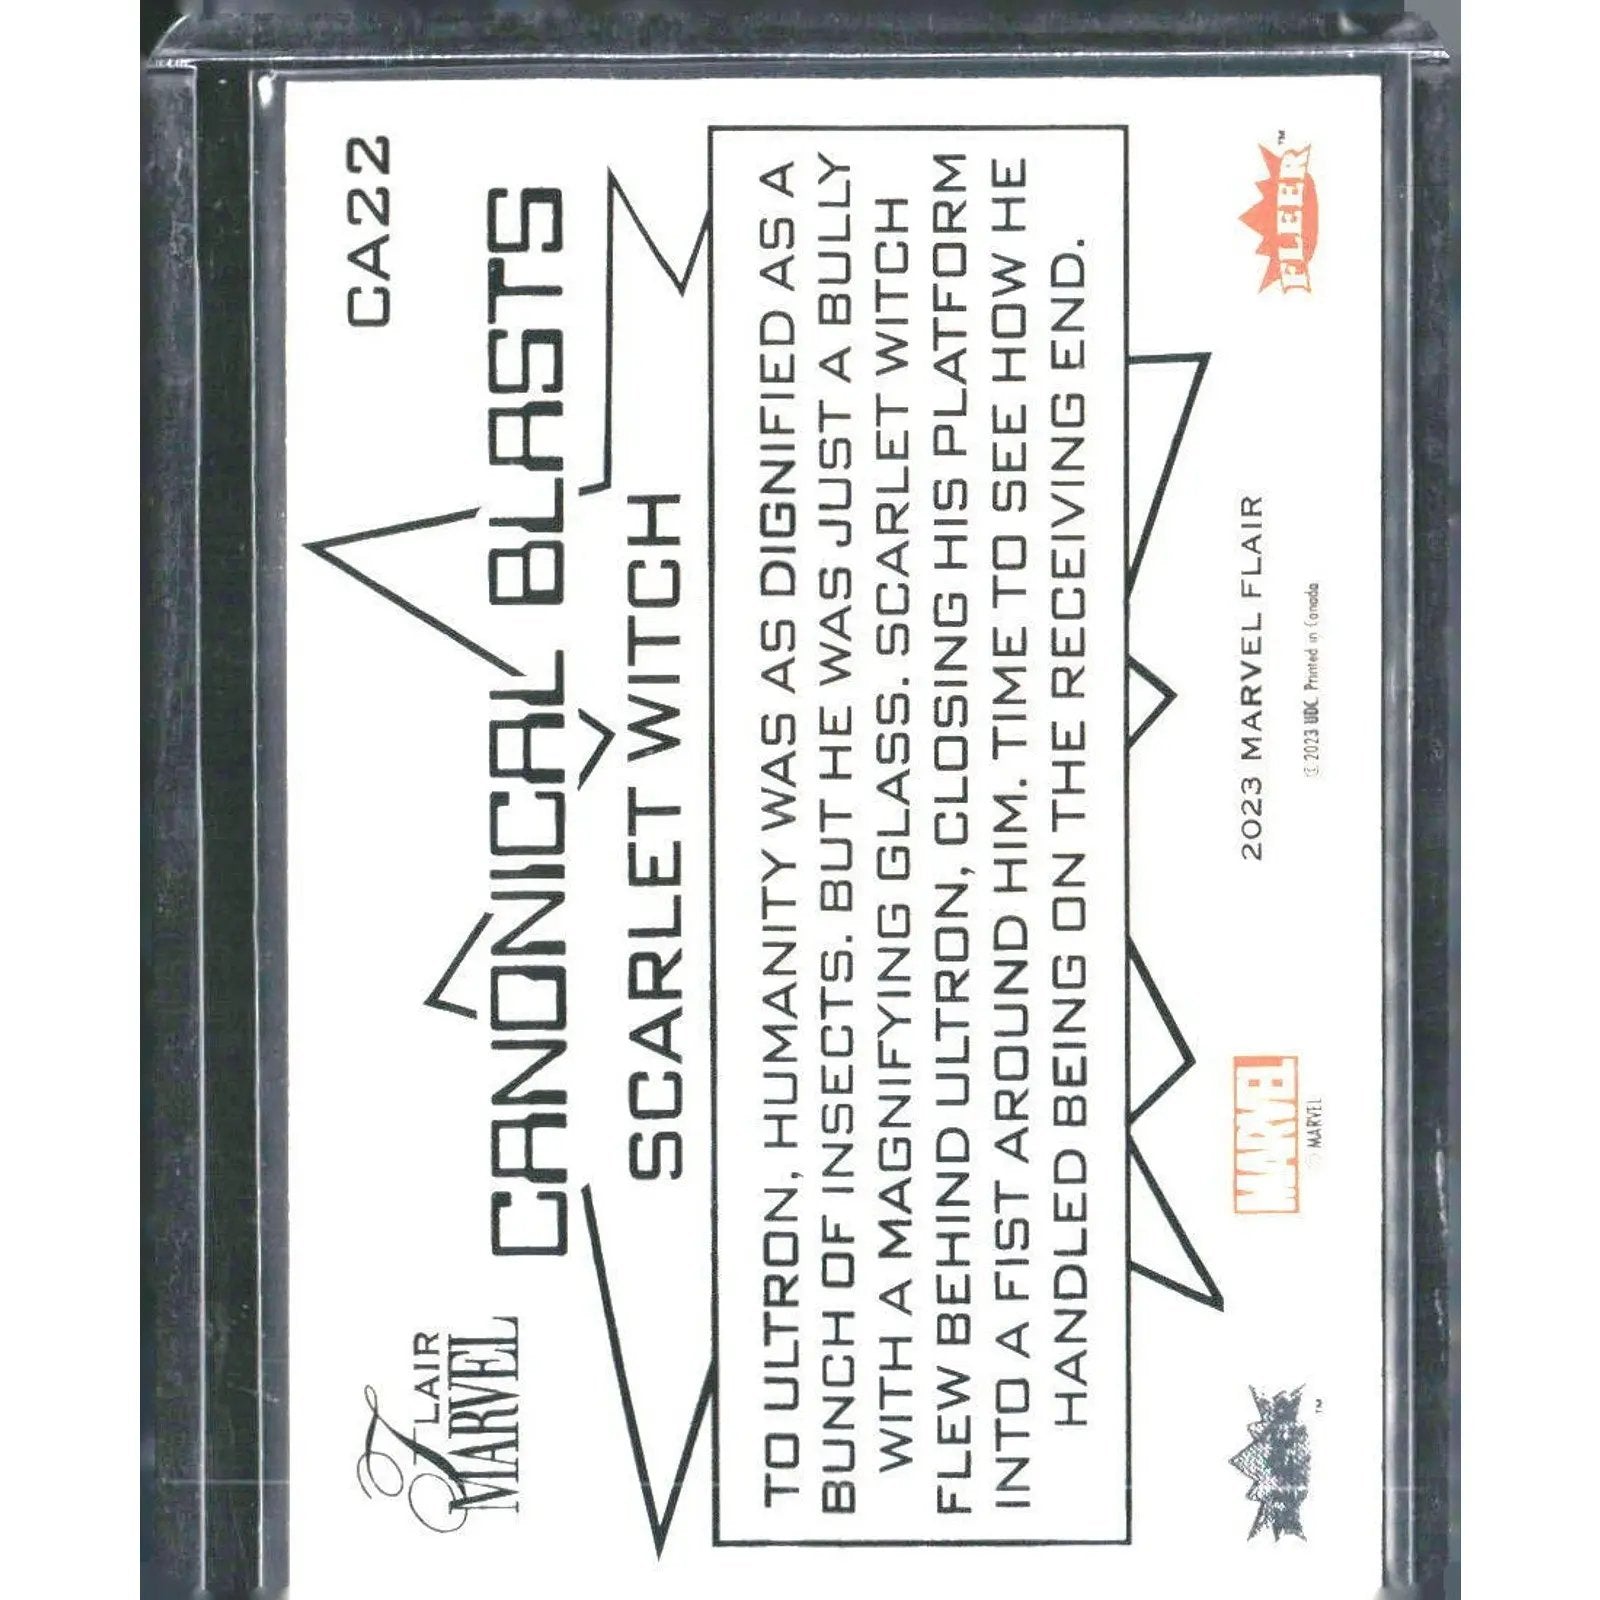 CA22
FLAIR
MARVEL
CANONICAL BLASTS
SCARLET WITCH
TO ULTRON, HUMANITY WAS AS DIGNIFIED AS A
BUNCH OF INSECTS. BUT HE WAS JUST A BULLY
WITH A MAGNIFYING GLASS. SCARLET WITCH
FLEW BEHIND ULTRON, CLOSING HIS PLATFORM
INTO A FIST AROUND HIM. TIME TO SEE HOW HE
HANDLED BEING ON THE RECEIVING END.
MARVEL
© MARVEL
2023 MARVEL FLAIR
© 2023 UDC. Printed in Canada
FLEER™
™